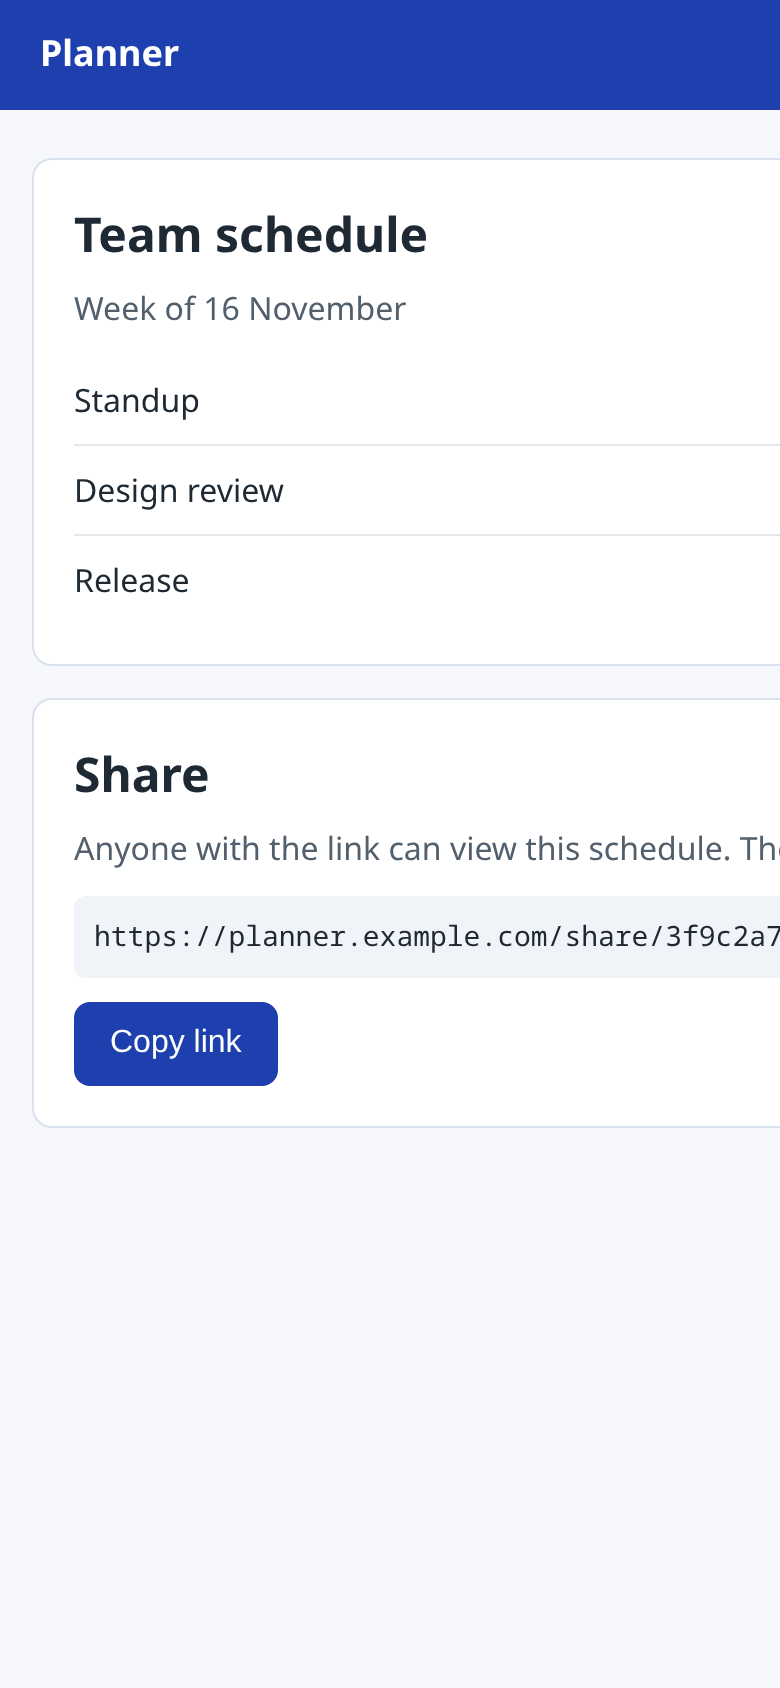 Planner
Team schedule
Week of 16 November
Standup
Design review
Release
Share
Anyone with the link can view this schedule.
https://planner.example.com/share/3f9c2a7
Copy link